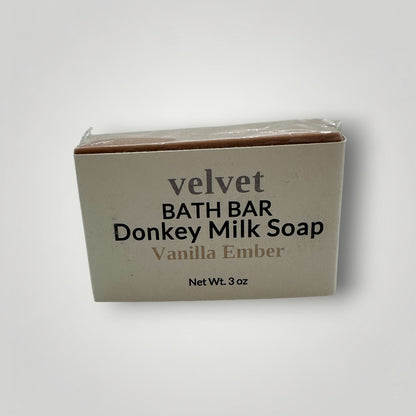 velvet
BATH BAR
Donkey Milk Soap
Vanilla Ember
Net Wt. 3 oz